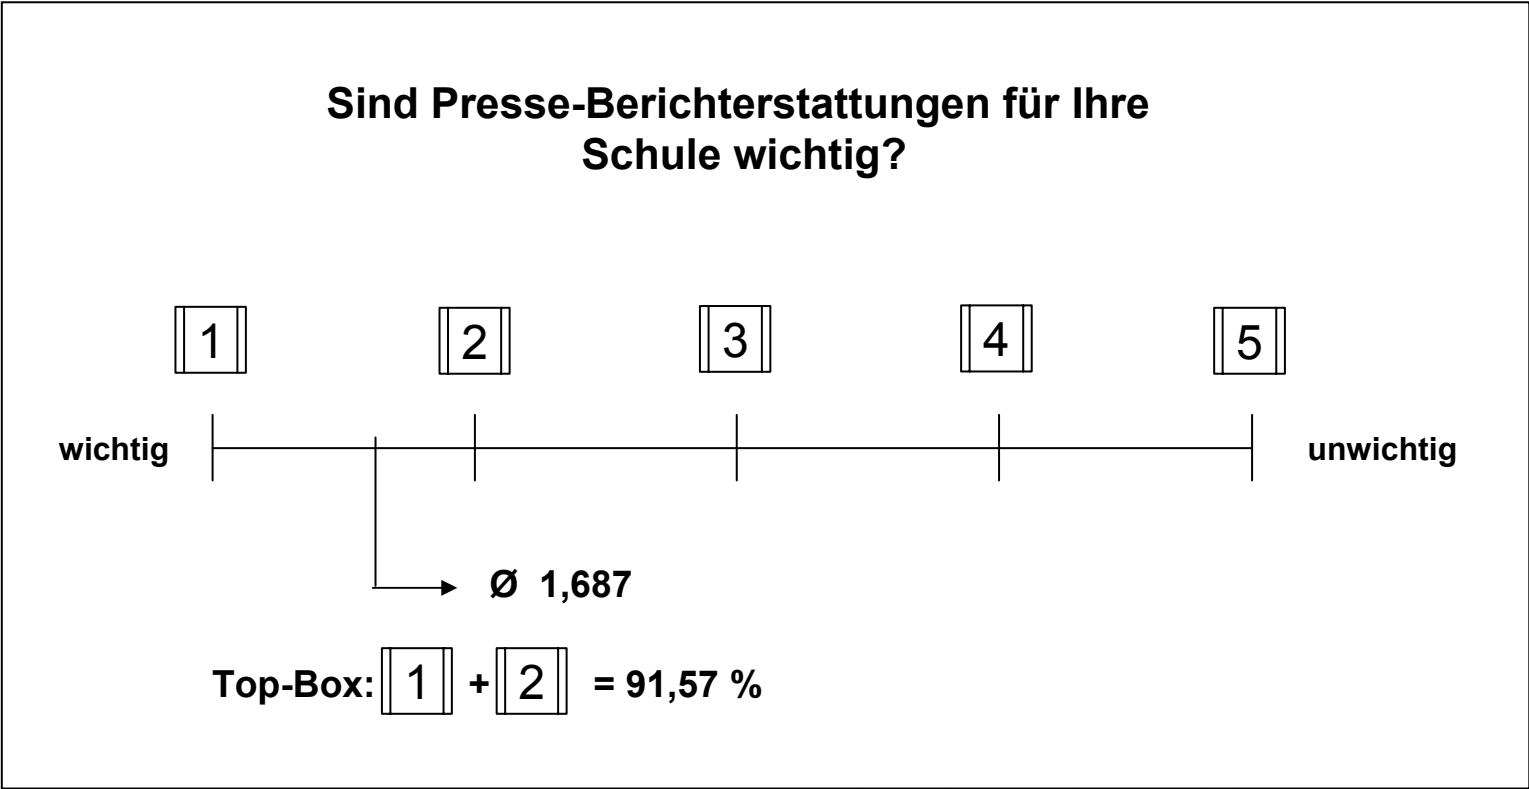 Sind Presse-Berichterstattungen für Ihre
Schule wichtig?
1 2 3 4 5
wichtig unwichtig
Ø 1,687
Top-Box: 1 + 2 = 91,57 %